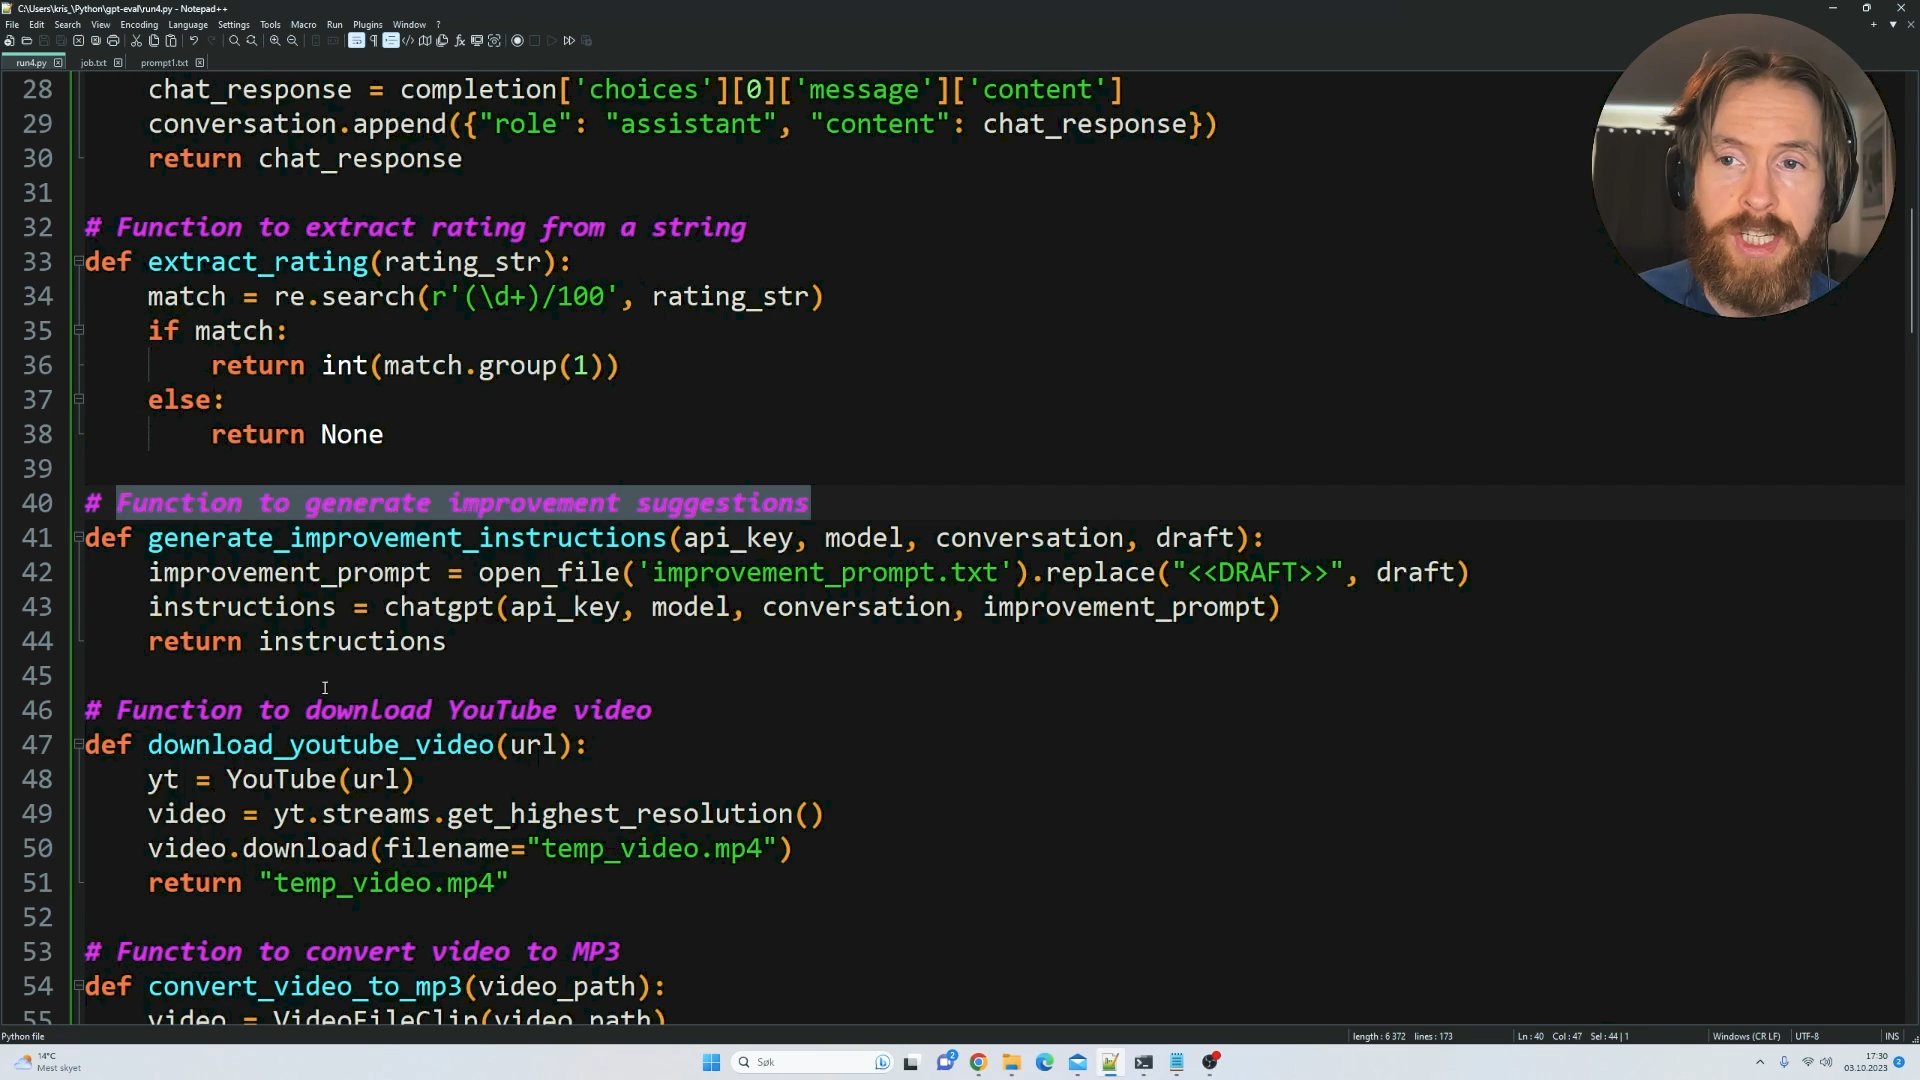 C:\Users\kris_\Python\gpt-eval\run4.py - Notepad++
File Edit Search View Encoding Language Settings Tools Macro Run Plugins Window ?
run4.py job.txt prompt1.txt
28 chat_response = completion['choices'][0]['message']['content']
29 conversation.append({"role": "assistant", "content": chat_response})
30 return chat_response
31
32 # Function to extract rating from a string
33 def extract_rating(rating_str):
34 match = re.search(r'(\d+)/100', rating_str)
35 if match:
36 return int(match.group(1))
37 else:
38 return None
39
40 # Function to generate improvement suggestions
41 def generate_improvement_instructions(api_key, model, conversation, draft):
42 improvement_prompt = open_file('improvement_prompt.txt').replace("<<DRAFT>>", draft)
43 instructions = chatgpt(api_key, model, conversation, improvement_prompt)
44 return instructions
45
46 # Function to download YouTube video
47 def download_youtube_video(url):
48 yt = YouTube(url)
49 video = yt.streams.get_highest_resolution()
50 video.download(filename="temp_video.mp4")
51 return "temp_video.mp4"
52
53 # Function to convert video to MP3
54 def convert_video_to_mp3(video_path):
55 video = VideoFileClip(video_path)
Python file length : 6 372 lines : 173 Ln : 40 Col : 47 Sel : 44 | 1 Windows (CR LF) UTF-8 INS
14°C
Mest skyet
Søk
2
17:30
03.10.2023
2